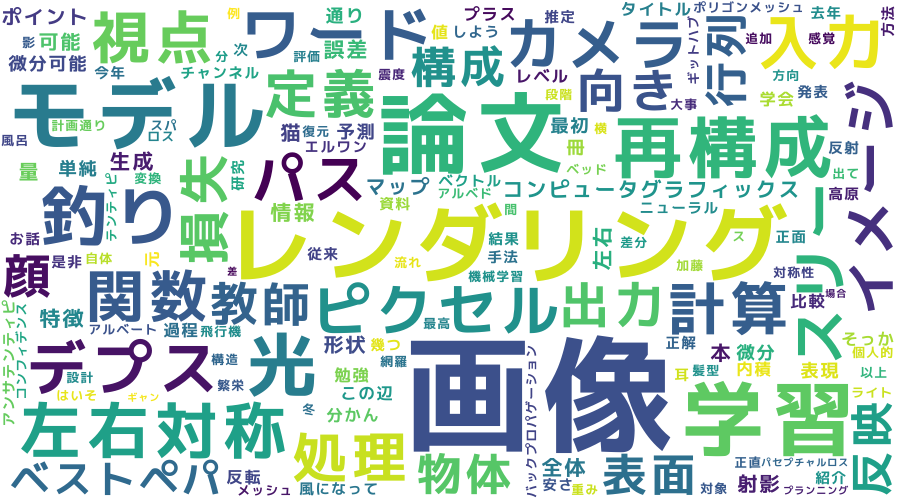 ポイント
視点
例
通り
ワード
プラス
値
しよう
推定
タイトル
ポリゴンメッシュ
去年
方法
影
可能
分
次
評価
誤差
カメラ
追加
感覚
入力
微分可能
今年
チャンネル
定義
震度
構成
レベル
向き
行列
ギットハブ
方向
モデル
計画通り
スパ
ロス
風呂
猫
復元
予測
エルワン
論文
段階
大事
学会
発表
最初
横
冊
再構成
反射
イメージ
量
単純
生成
変換
テンティピ
研究
損失
パス
マップ
ベクトル
アルベド
ベッド
コンピュータグラフィックス
ニューラル
出て
高原
釣り
情報
資料
間
お話
是非
自体
元
従来
流れ
レンダリング
結果
手法
機械学習
左右
差分
加藤
ス
正面
対称性
顔
差
関数
教師
ピクセル
最高
出力
計算
比較
場合
スリー
アンサテンティピ
コンフィデンス
特徴
アルベート
過程
飛行機
形状
幾つ
正解
本
微分
そっか
個人的
デプス
設計
構造
網羅
光
画像
バックプロパゲーション
髪型
内積
表現
以上
はいそ
ギャン
繁栄
勉強
この辺
耳
学習
ライト
左右対称
冬
分かん
反映
処理
物体
全体
安さ
重み
表面
対象
正直
パセプチャルロス
射影
紹介
プランニング
ベストペパ
反転
メッシュ
風になって